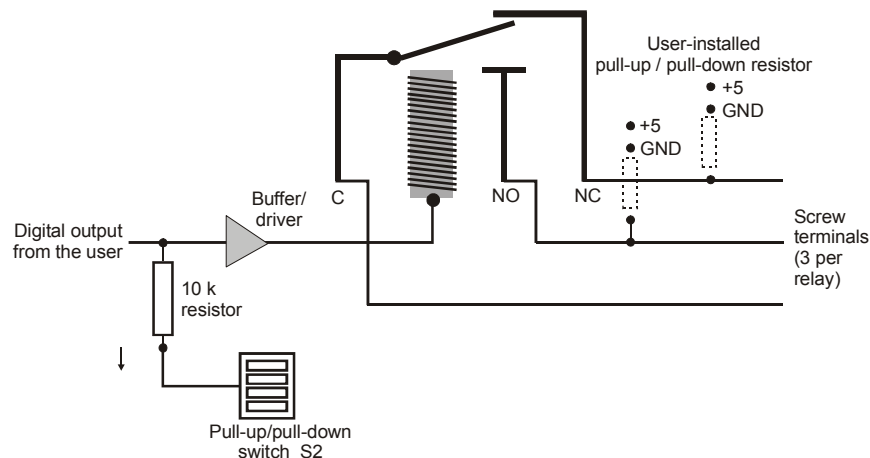 User-installed
pull-up / pull-down resistor
+5
GND
+5
GND
C
NO
NC
Buffer/
driver
Digital output
from the user
Screw
terminals
(3 per
relay)
10 k
resistor
Pull-up/pull-down
switch S2